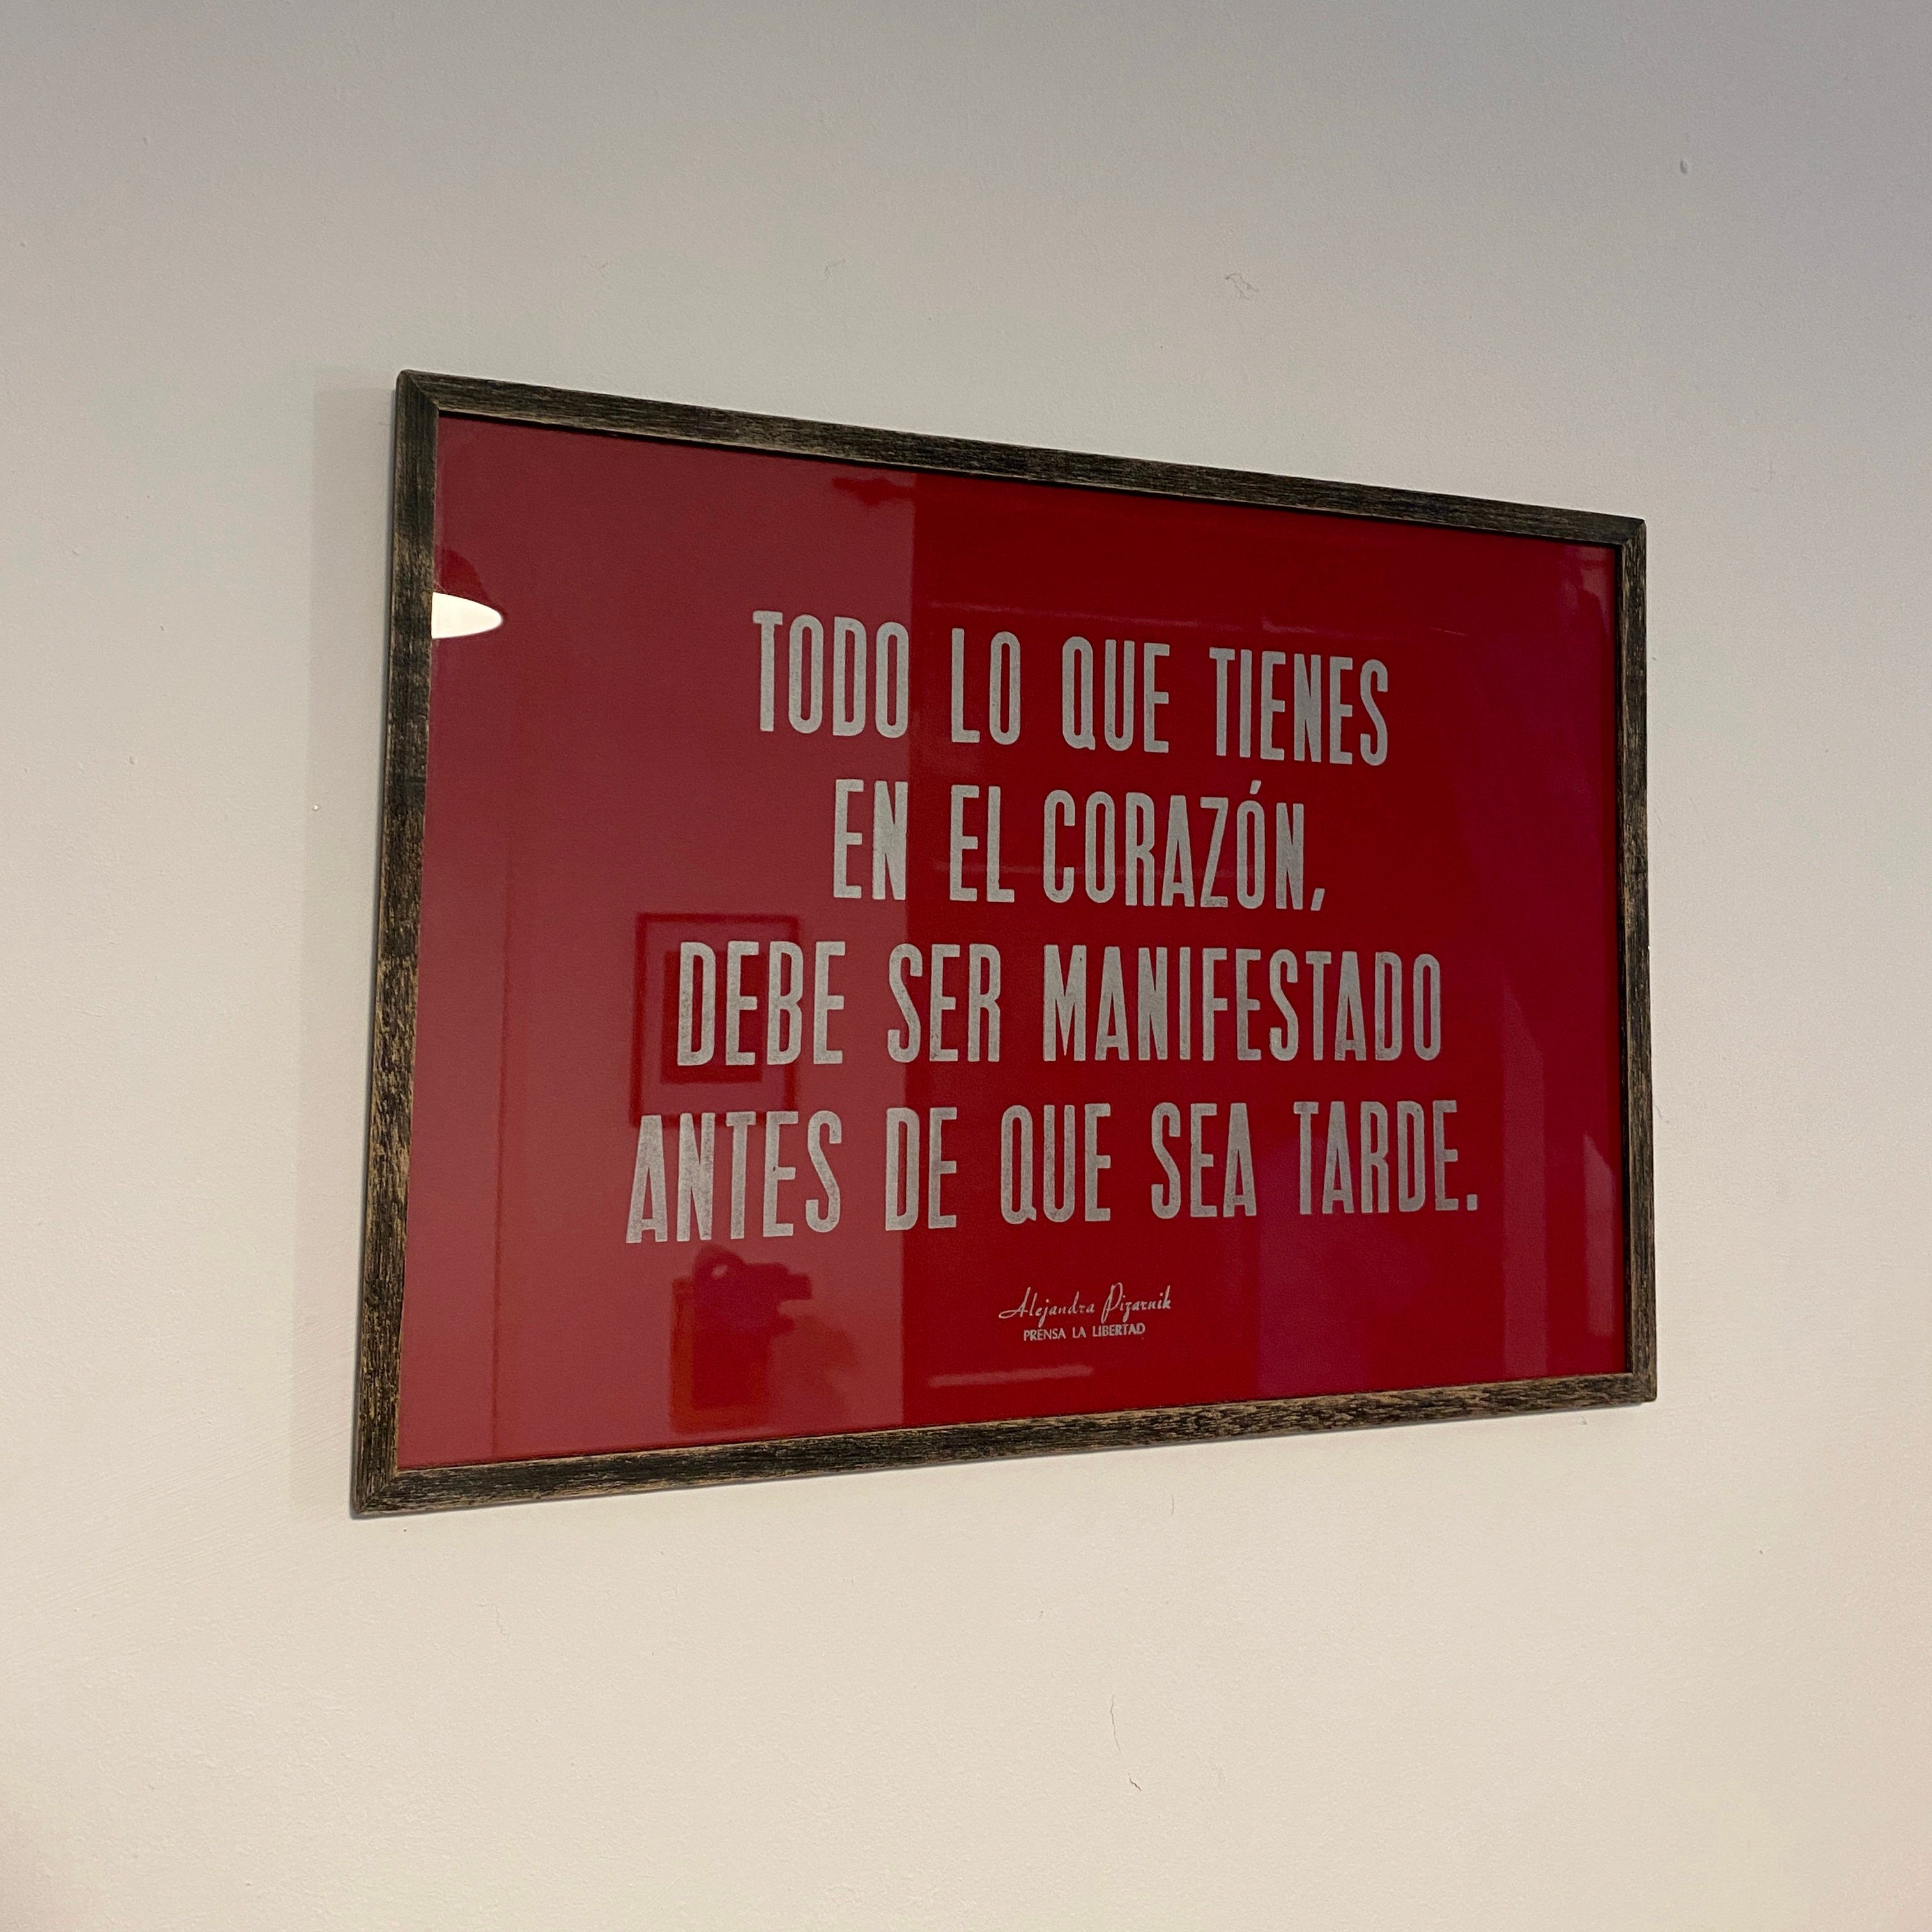 TODO LO QUE TIENES
EN EL CORAZÓN,
DEBE SER MANIFESTADO
ANTES DE QUE SEA TARDE.
Alejandra Pizarnik
PRENSA LA LIBERTAD